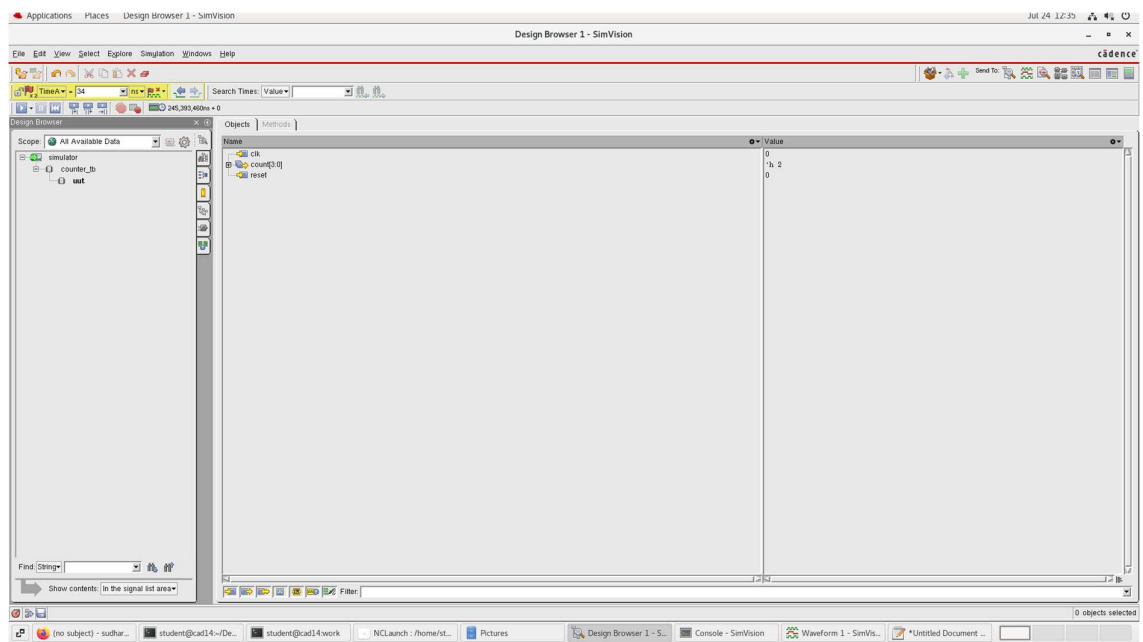 Applications Places Design Browser 1 - SimVision Jul 24 12:35
Design Browser 1 - SimVision
File Edit View Select Explore Simulation Windows Help cādence
TimeA = 34 ns Search Times: Value Send To:
245,393,460ns + 0
Design Browser Objects Methods
Scope: All Available Data Name Value
simulator clk 0
counter_tb count[3:0] 'h 2
uut reset 0
Find: String
Show contents: In the signal list area Filter:
0 objects selected
(no subject) - sudhar... student@cad14:~/De... student@cad14:work NCLaunch : /home/st... Pictures Design Browser 1 - S... Console - SimVision Waveform 1 - SimVis... *Untitled Document ...